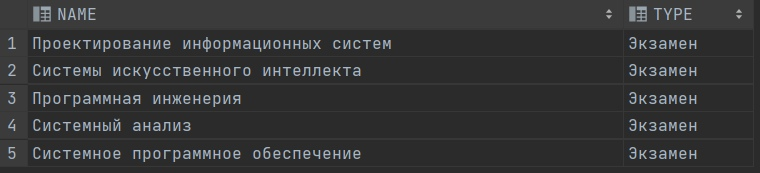 NAME TYPE
1 Проектирование информационных систем Экзамен
2 Системы искусственного интеллекта Экзамен
3 Программная инженерия Экзамен
4 Системный анализ Экзамен
5 Системное программное обеспечение Экзамен